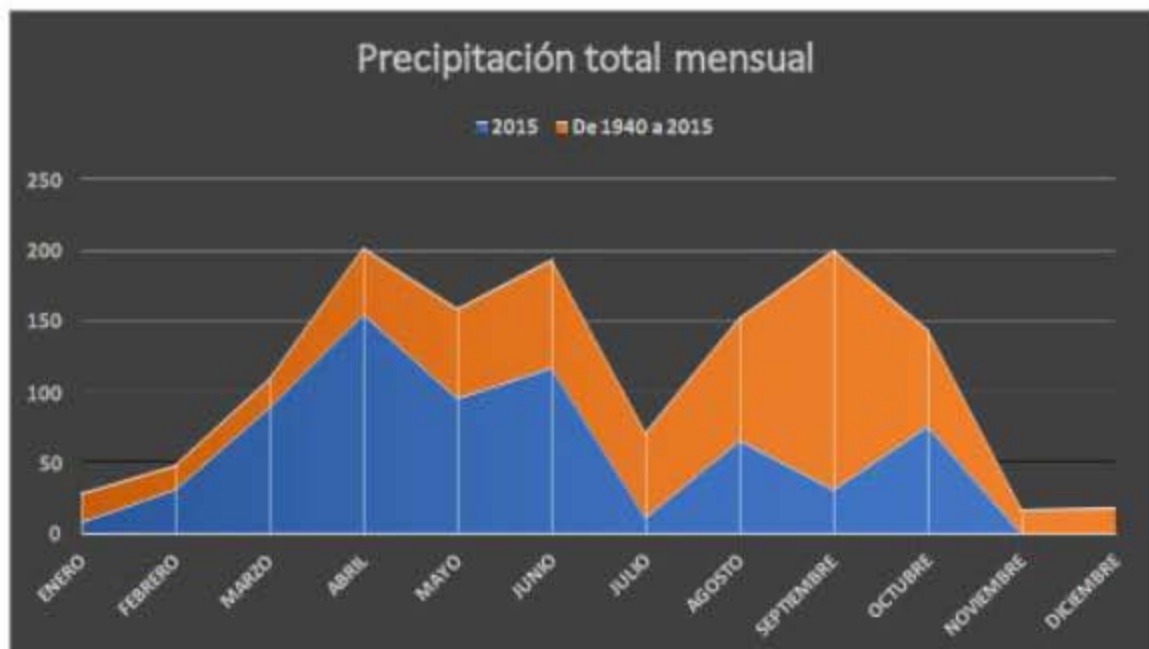 Precipitación total mensual
2015 De 1940 a 2015
250
200
150
100
50
0
ENERO
FEBRERO
MARZO
ABRIL
MAYO
JUNIO
JULIO
AGOSTO
SEPTIEMBRE
OCTUBRE
NOVIEMBRE
DICIEMBRE